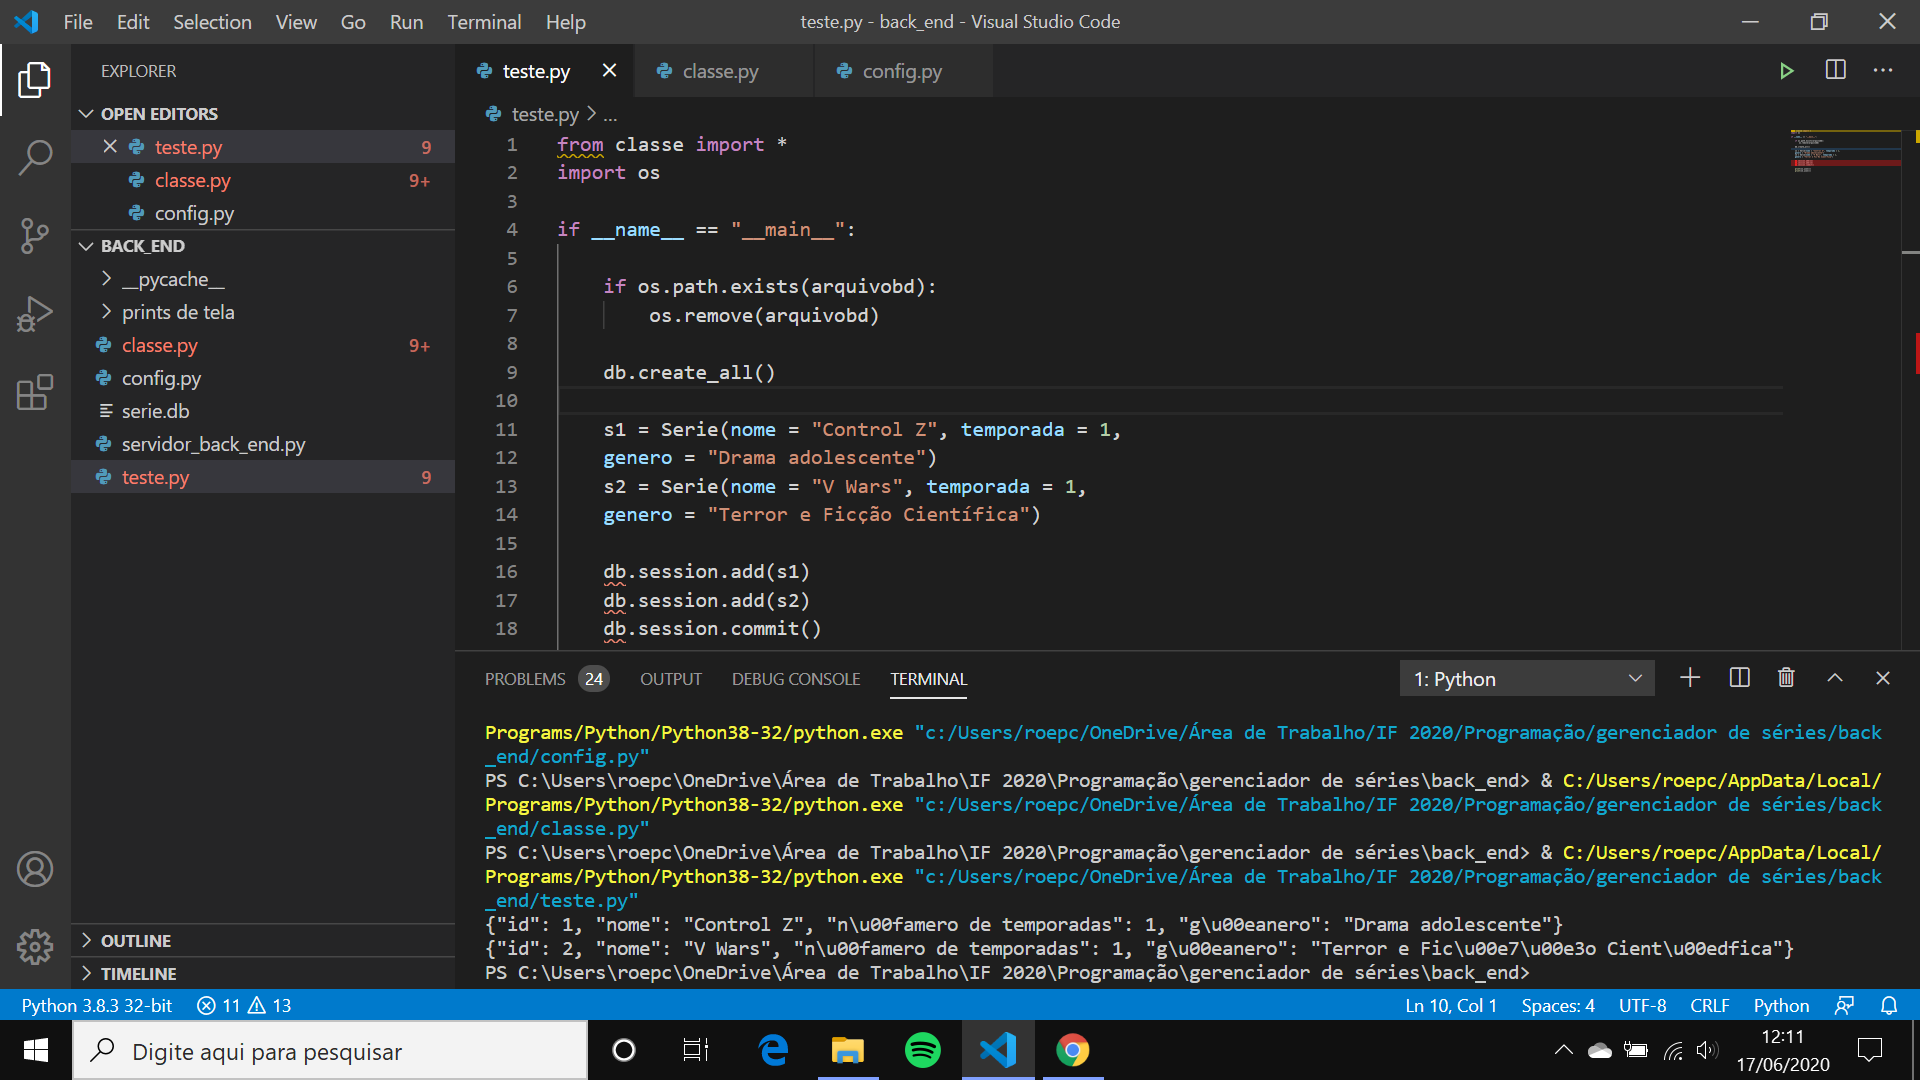 File Edit Selection View Go Run Terminal Help
teste.py - back_end - Visual Studio Code
EXPLORER
OPEN EDITORS
teste.py 9
classe.py 9+
config.py
BACK_END
__pycache__
prints de tela
classe.py 9+
config.py
serie.db
servidor_back_end.py
teste.py 9
OUTLINE
TIMELINE
teste.py classe.py config.py
teste.py > ...
1 from classe import *
2 import os
3
4 if __name__ == "__main__":
5
6 if os.path.exists(arquivobd):
7 os.remove(arquivobd)
8
9 db.create_all()
10
11 s1 = Serie(nome = "Control Z", temporada = 1,
12 genero = "Drama adolescente")
13 s2 = Serie(nome = "V Wars", temporada = 1,
14 genero = "Terror e Ficção Científica")
15
16 db.session.add(s1)
17 db.session.add(s2)
18 db.session.commit()
PROBLEMS 24 OUTPUT DEBUG CONSOLE TERMINAL
1: Python
Programs/Python/Python38-32/python.exe "c:/Users/roepc/OneDrive/Área de Trabalho/IF 2020/Programação/gerenciador de séries/back
_end/config.py"
PS C:\Users\roepc\OneDrive\Área de Trabalho\IF 2020\Programação\gerenciador de séries\back_end> & C:/Users/roepc/AppData/Local/
Programs/Python/Python38-32/python.exe "c:/Users/roepc/OneDrive/Área de Trabalho/IF 2020/Programação/gerenciador de séries/back
_end/classe.py"
PS C:\Users\roepc\OneDrive\Área de Trabalho\IF 2020\Programação\gerenciador de séries\back_end> & C:/Users/roepc/AppData/Local/
Programs/Python/Python38-32/python.exe "c:/Users/roepc/OneDrive/Área de Trabalho/IF 2020/Programação/gerenciador de séries/back
_end/teste.py"
{"id": 1, "nome": "Control Z", "n\u00famero de temporadas": 1, "g\u00eanero": "Drama adolescente"}
{"id": 2, "nome": "V Wars", "n\u00famero de temporadas": 1, "g\u00eanero": "Terror e Fic\u00e7\u00e3o Cient\u00edfica"}
PS C:\Users\roepc\OneDrive\Área de Trabalho\IF 2020\Programação\gerenciador de séries\back_end>
Python 3.8.3 32-bit 11 13 Ln 10, Col 1 Spaces: 4 UTF-8 CRLF Python
Digite aqui para pesquisar
12:11
17/06/2020